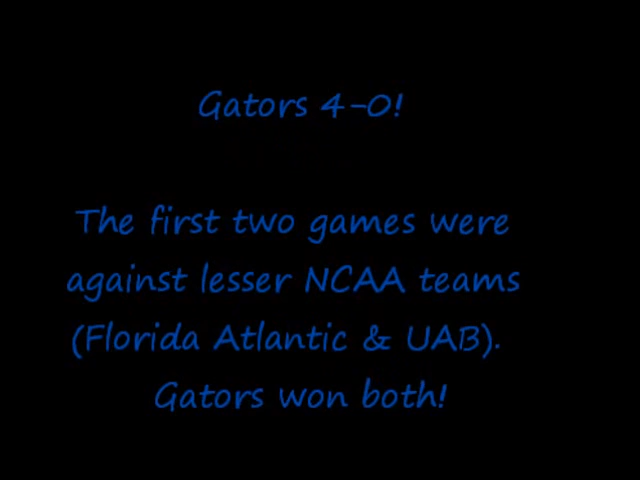 Gators 4-0!
The first two games were
against lesser NCAA teams
(Florida Atlantic & UAB).
Gators won both!